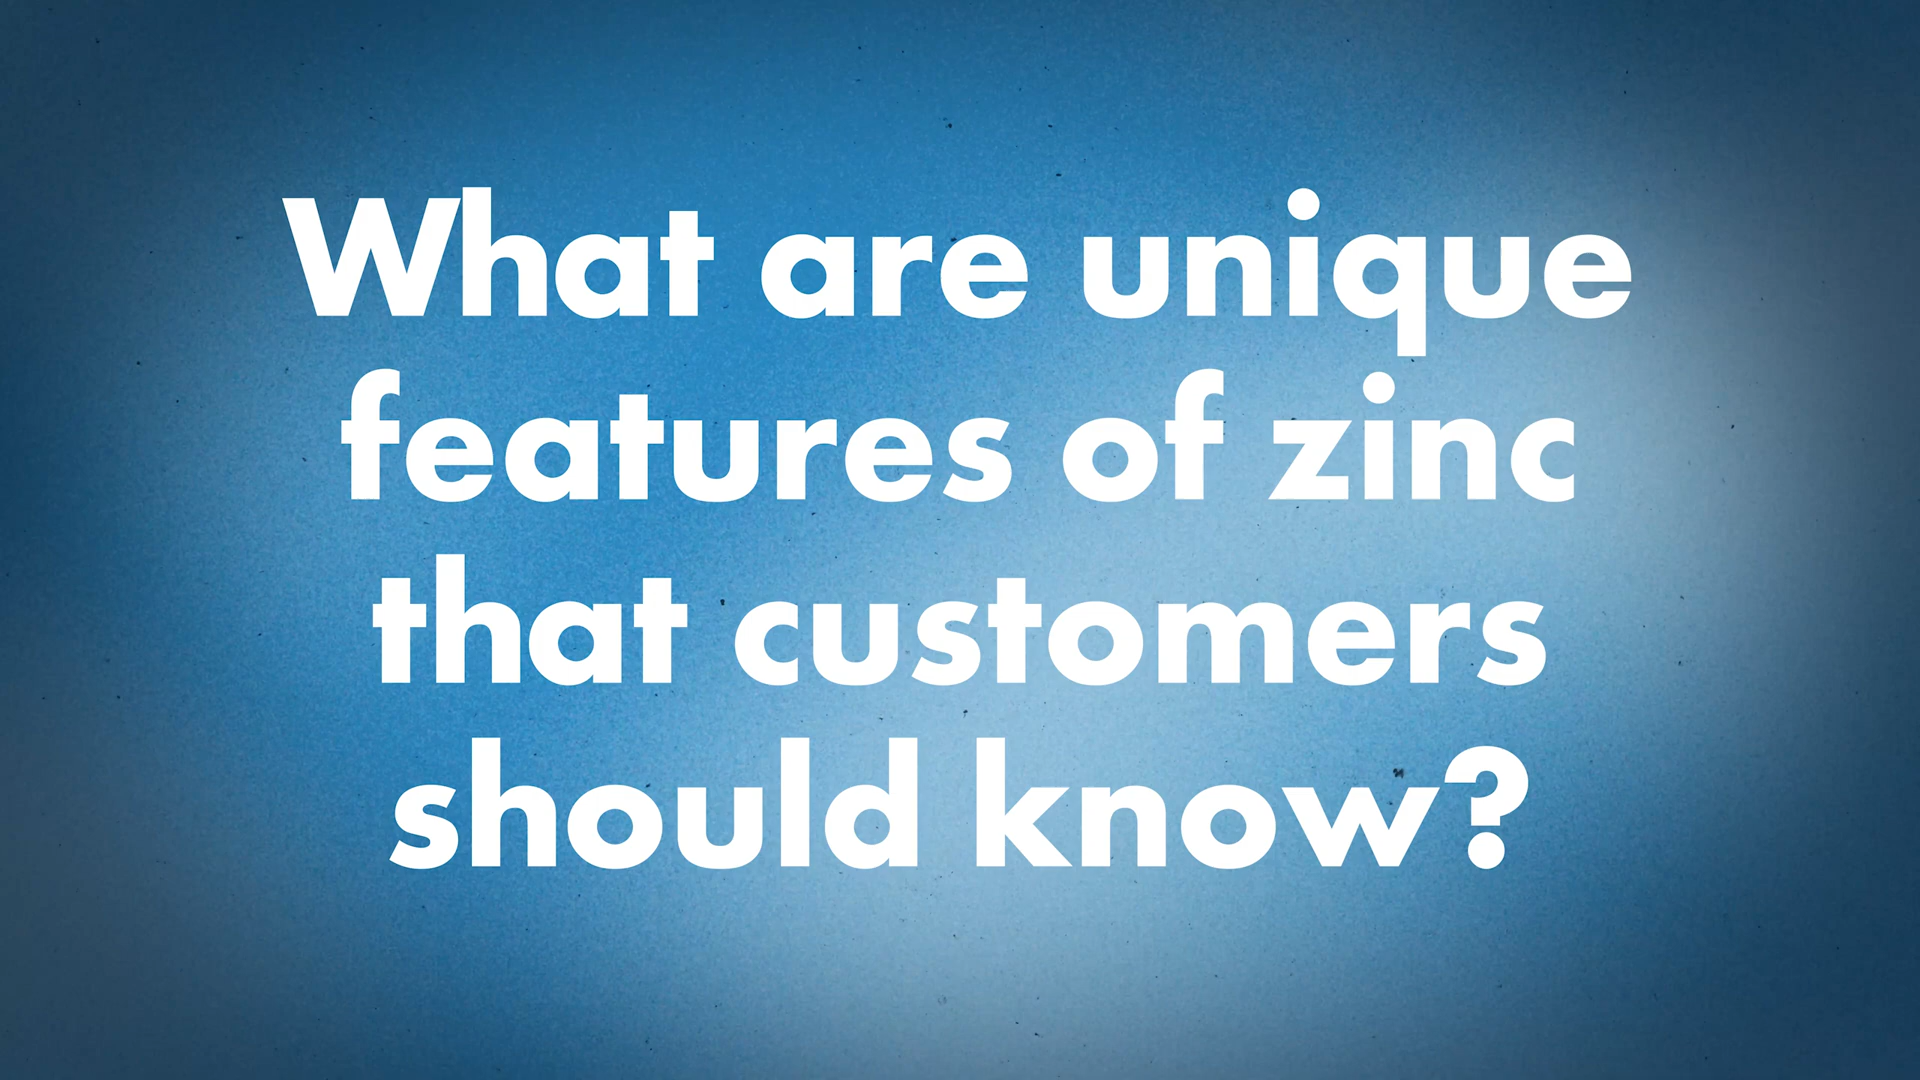 What are unique
features of zinc
that customers
should know?